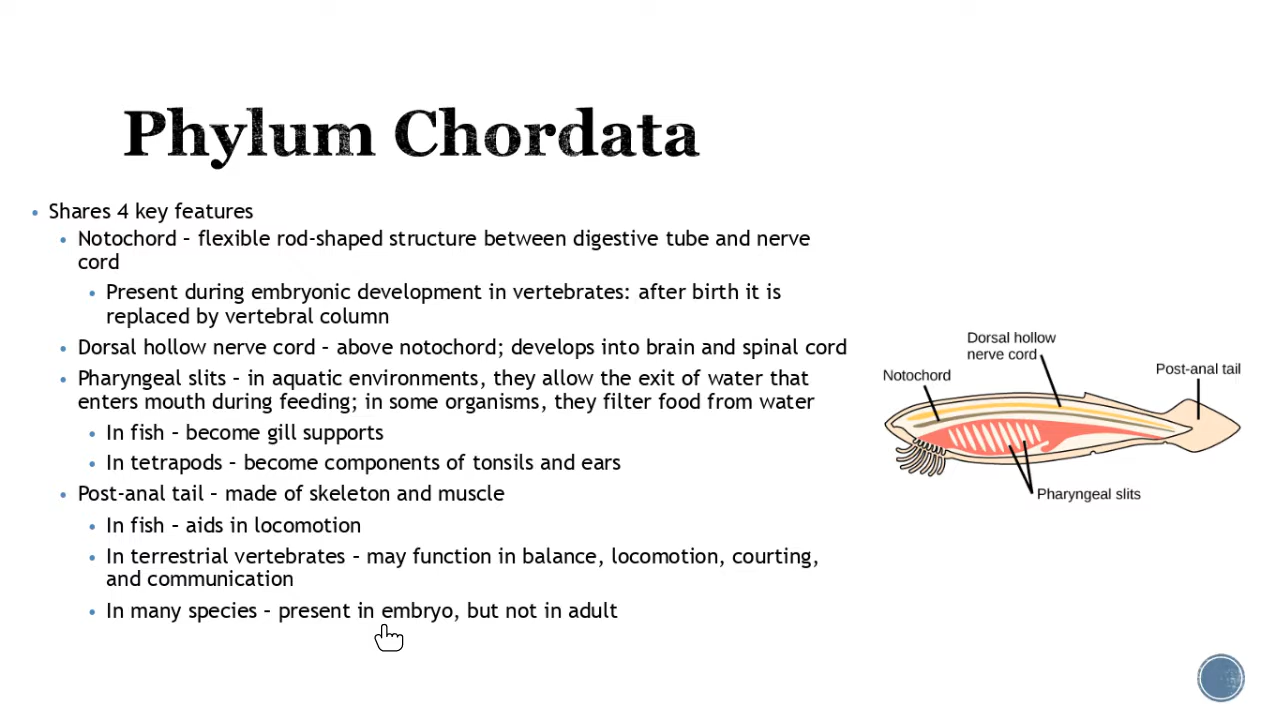 Phylum Chordata
• Shares 4 key features
• Notochord – flexible rod-shaped structure between digestive tube and nerve
cord
• Present during embryonic development in vertebrates: after birth it is
replaced by vertebral column
• Dorsal hollow nerve cord – above notochord; develops into brain and spinal cord
• Pharyngeal slits – in aquatic environments, they allow the exit of water that
enters mouth during feeding; in some organisms, they filter food from water
• In fish – become gill supports
• In tetrapods – become components of tonsils and ears
• Post-anal tail – made of skeleton and muscle
• In fish – aids in locomotion
• In terrestrial vertebrates – may function in balance, locomotion, courting,
and communication
• In many species – present in embryo, but not in adult
Dorsal hollow
nerve cord
Notochord
Post-anal tail
Pharyngeal slits